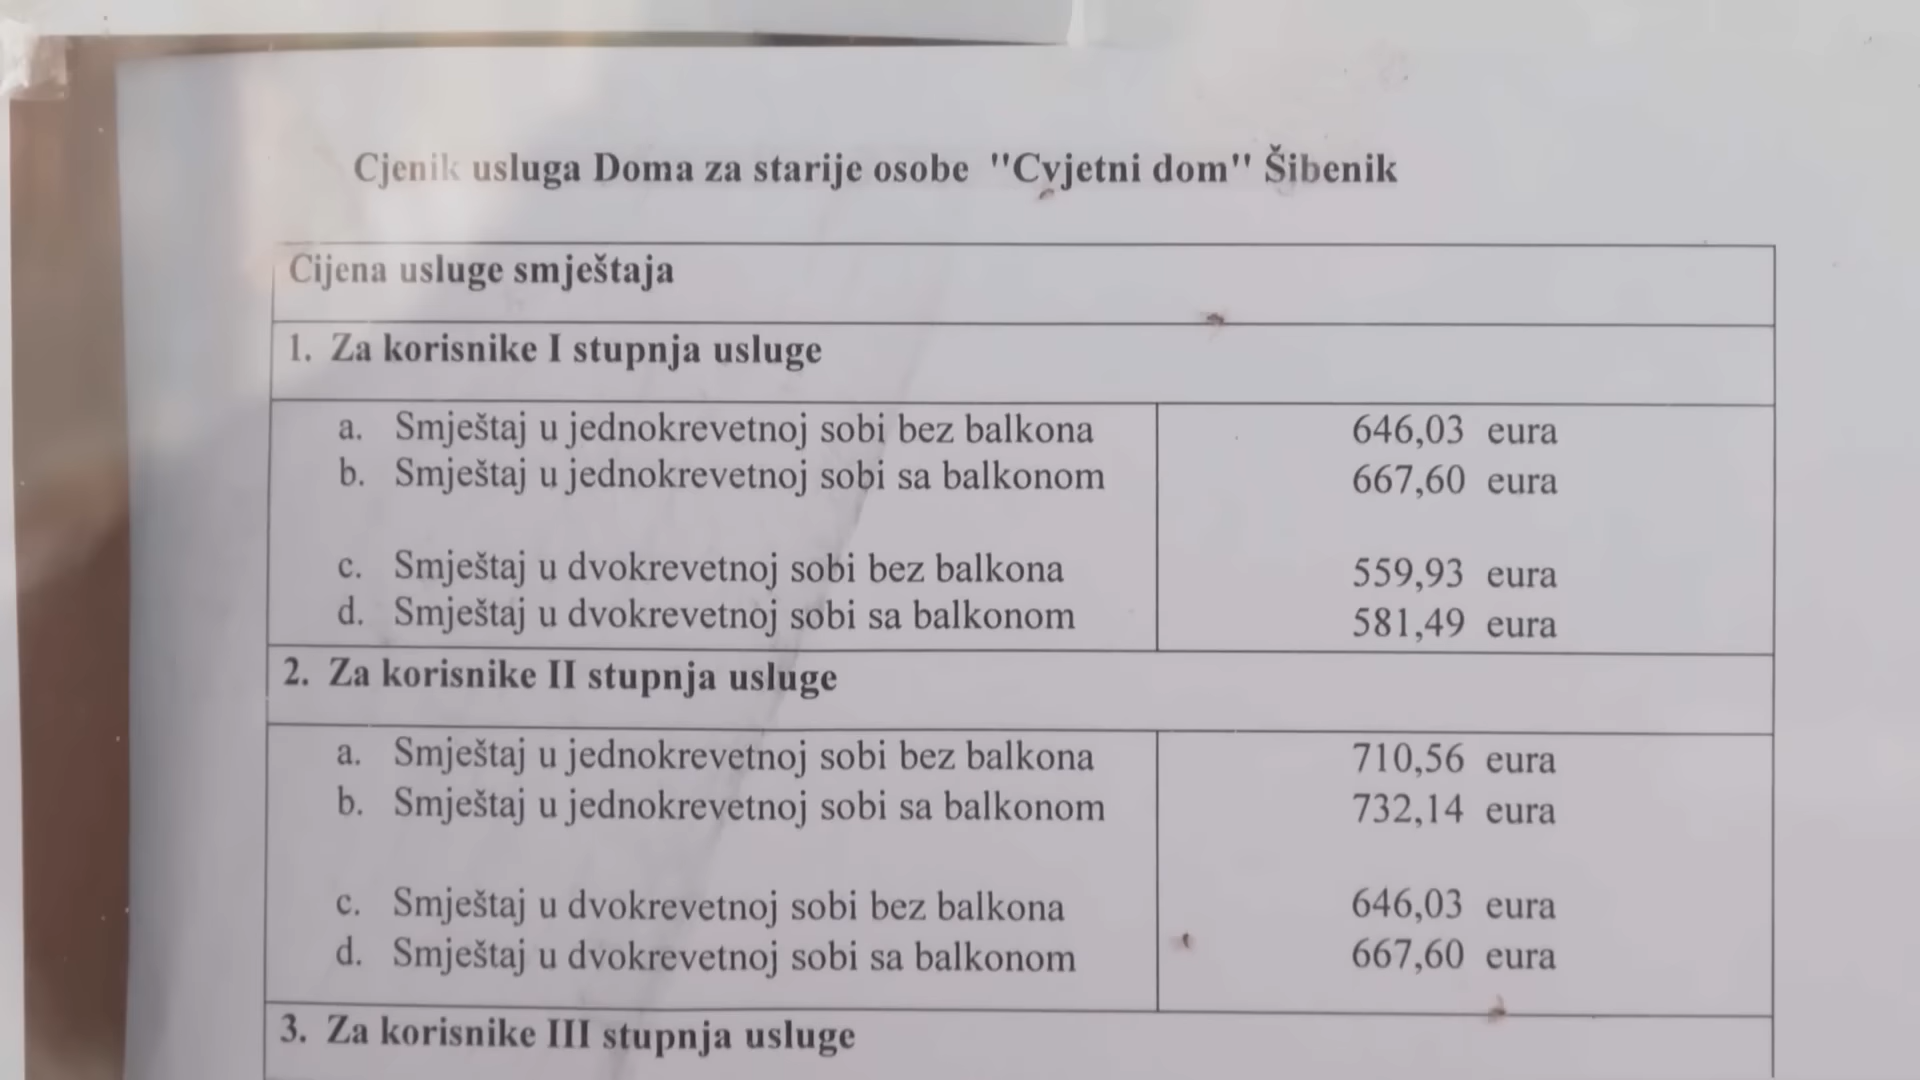 Cjenik usluga Doma za starije osobe "Cvjetni dom" Šibenik
Cijena usluge smještaja
1. Za korisnike I stupnja usluge
a. Smještaj u jednokrevetnoj sobi bez balkona 646,03 eura
b. Smještaj u jednokrevetnoj sobi sa balkonom 667,60 eura
c. Smještaj u dvokrevetnoj sobi bez balkona 559,93 eura
d. Smještaj u dvokrevetnoj sobi sa balkonom 581,49 eura
2. Za korisnike II stupnja usluge
a. Smještaj u jednokrevetnoj sobi bez balkona 710,56 eura
b. Smještaj u jednokrevetnoj sobi sa balkonom 732,14 eura
c. Smještaj u dvokrevetnoj sobi bez balkona 646,03 eura
d. Smještaj u dvokrevetnoj sobi sa balkonom 667,60 eura
3. Za korisnike III stupnja usluge